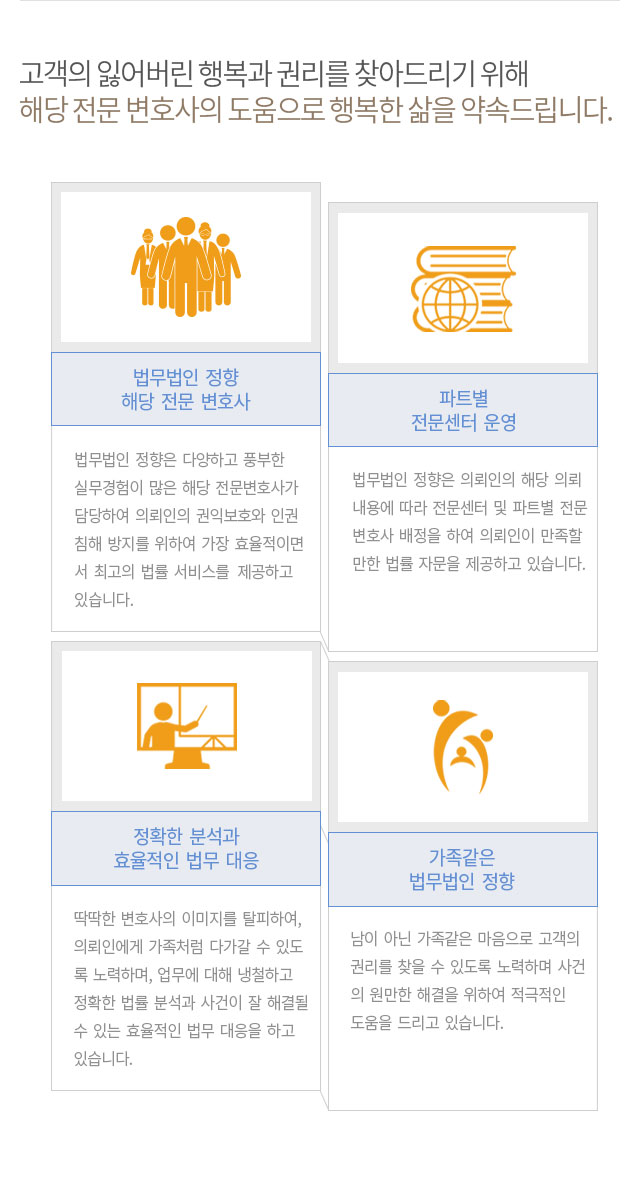 고객의 잃어버린 행복과 권리를 찾아드리기 위해
해당 전문 변호사의 도움으로 행복한 삶을 약속드립니다.
법무법인 정향
해당 전문 변호사
법무법인 정향은 다양하고 풍부한
실무경험이 많은 해당 전문변호사가
담당하여 의뢰인의 권익보호와 인권
침해 방지를 위하여 가장 효율적이면
서 최고의 법률 서비스를 제공하고
있습니다.
파트별
전문센터 운영
법무법인 정향은 의뢰인의 해당 의뢰
내용에 따라 전문센터 및 파트별 전문
변호사 배정을 하여 의뢰인이 만족할
만한 법률 자문을 제공하고 있습니다.
정확한 분석과
효율적인 법무 대응
딱딱한 변호사의 이미지를 탈피하여,
의뢰인에게 가족처럼 다가갈 수 있도
록 노력하며, 업무에 대해 냉철하고
정확한 법률 분석과 사건이 잘 해결될
수 있는 효율적인 법무 대응을 하고
있습니다.
가족같은
법무법인 정향
남이 아닌 가족같은 마음으로 고객의
권리를 찾을 수 있도록 노력하며 사건
의 원만한 해결을 위하여 적극적인
도움을 드리고 있습니다.